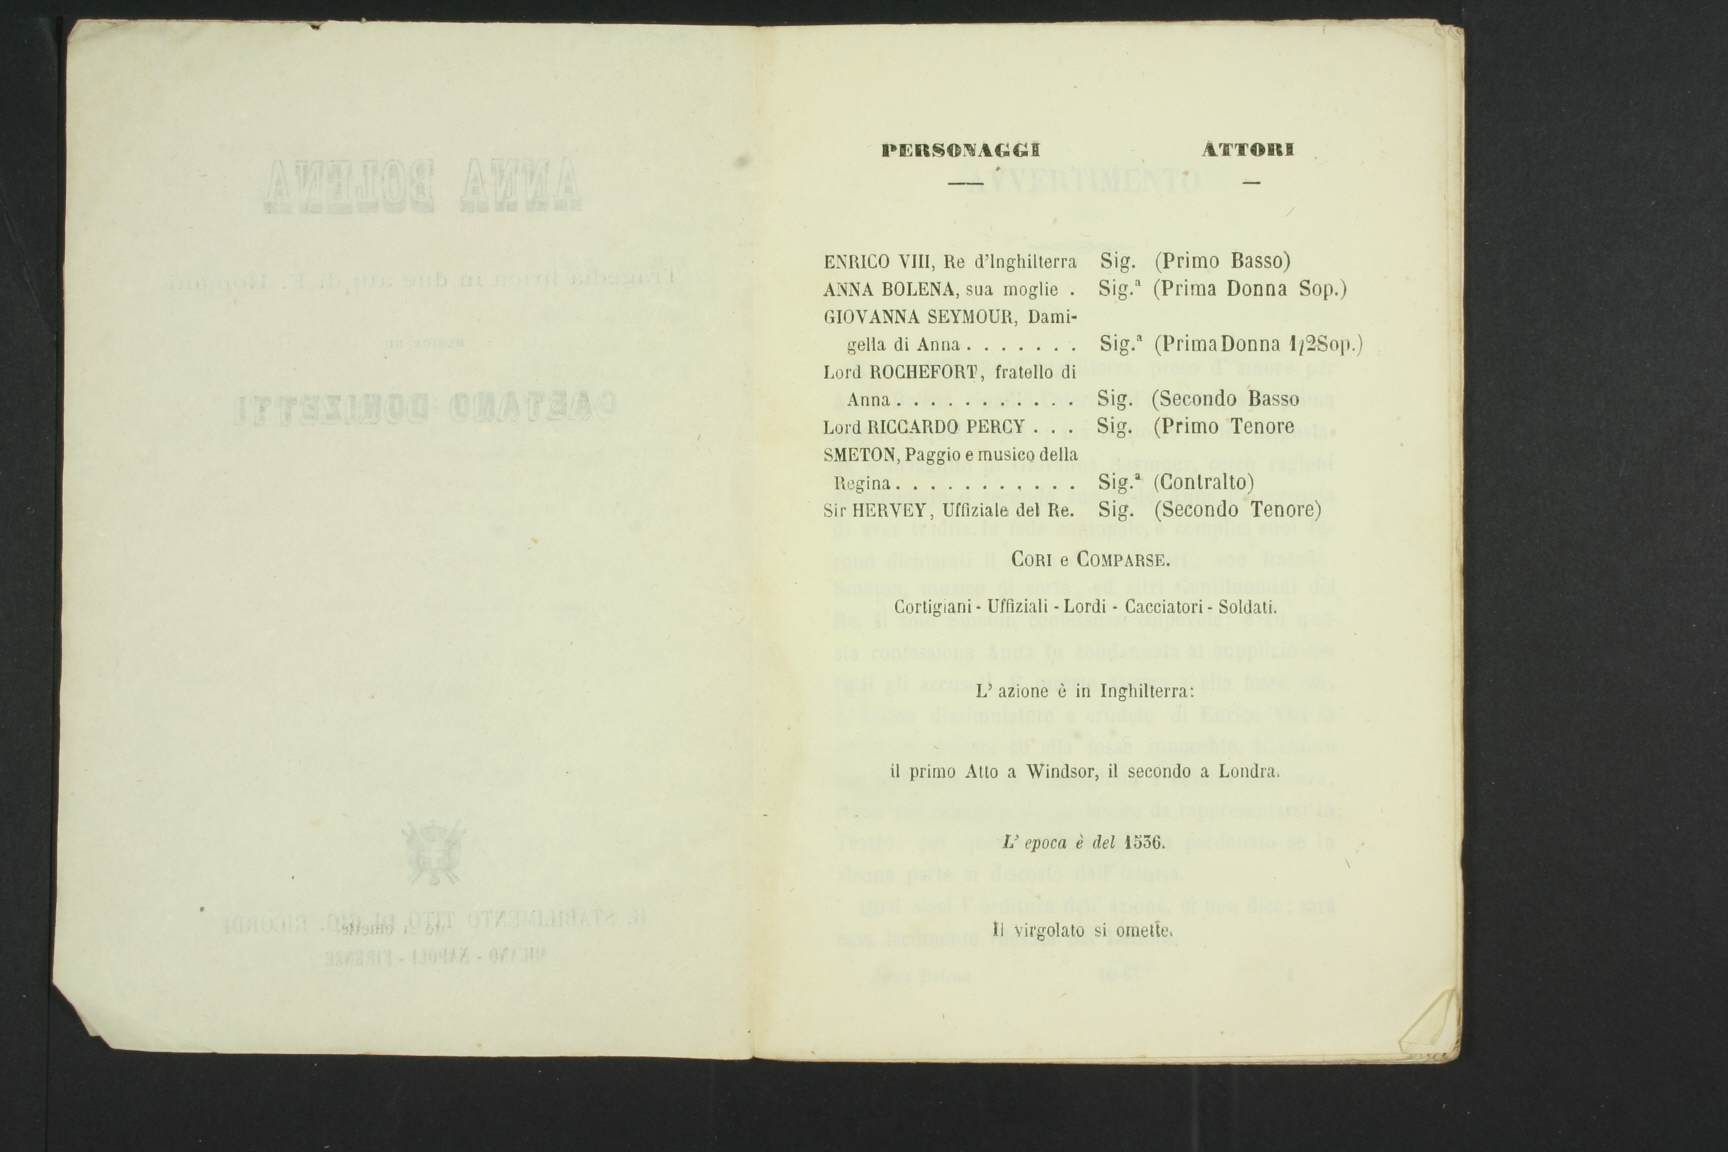 PERSONAGGI ATTORI
ENRICO VIII, Re d'Inghilterra Sig. (Primo Basso)
ANNA BOLENA, sua moglie . Sig.ª (Prima Donna Sop.)
GIOVANNA SEYMOUR, Dami-
gella di Anna . . . . . . . Sig.ª (Prima Donna 1/2 Sop.)
Lord ROCHEFORT, fratello di
Anna . . . . . . . . . . . Sig. (Secondo Basso
Lord RICCARDO PERCY . . . Sig. (Primo Tenore
SMETON, Paggio e musico della
Regina . . . . . . . . . . . Sig.ª (Contralto)
Sir HERVEY, Uffiziale del Re. Sig. (Secondo Tenore)
CORI e COMPARSE.
Cortigiani - Uffiziali - Lordi - Cacciatori - Soldati.
L' azione è in Inghilterra:
il primo Atto a Windsor, il secondo a Londra.
L' epoca è del 1536.
Il virgolato si omette.